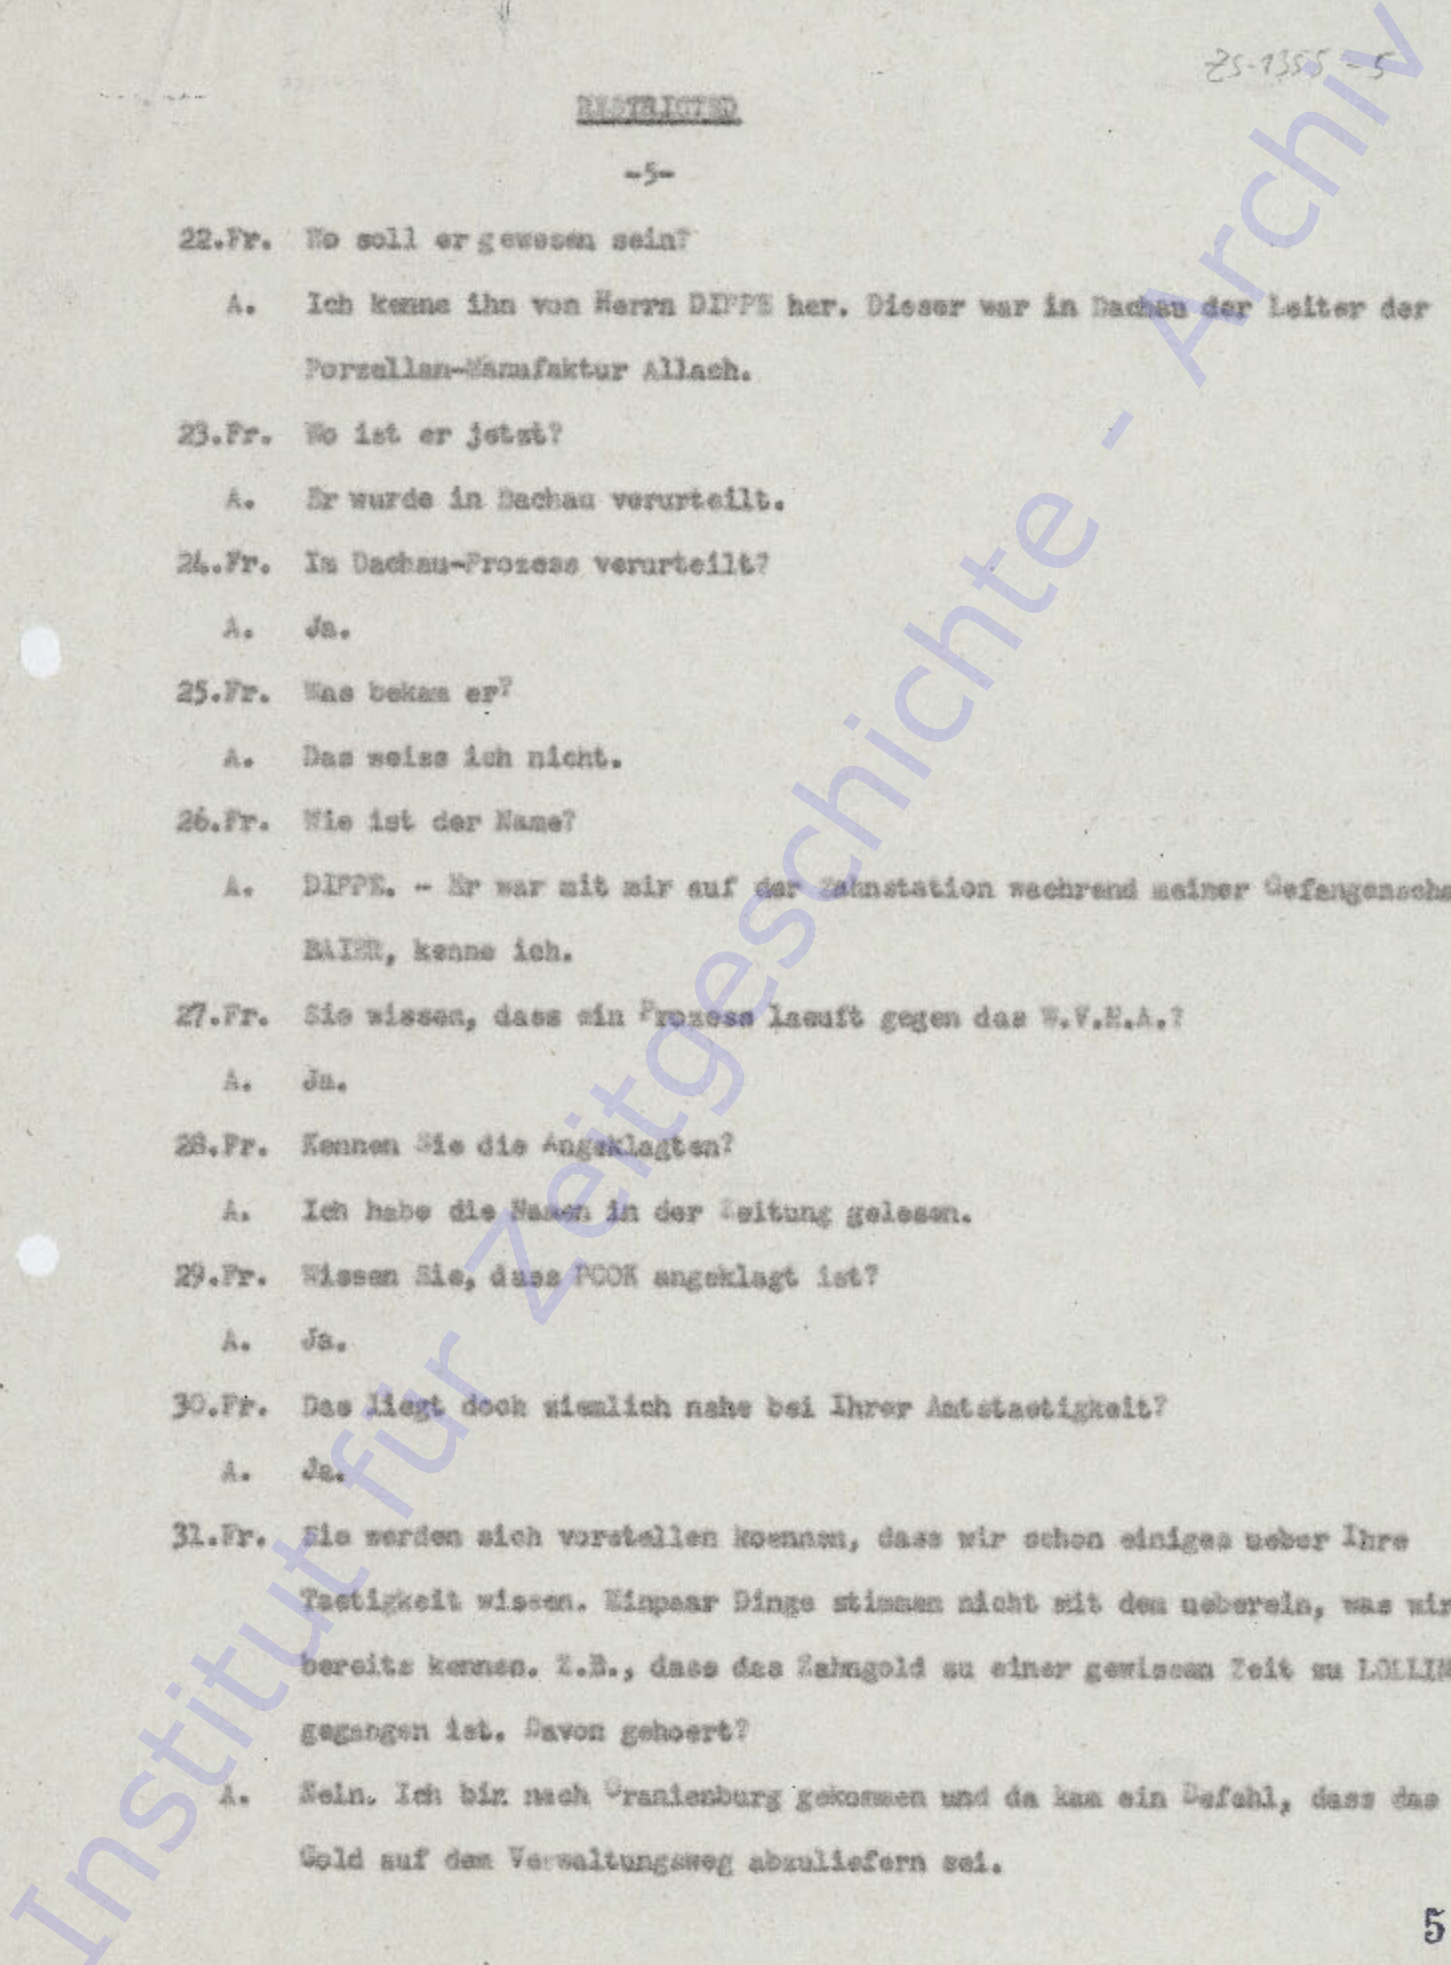 ZS-1355-5
RESTRICTED
-5-
22.Fr. Wo soll er gewesen sein?
A. Ich kenne ihn von Herrn DIPPE her. Dieser war in Dachau der Leiter der
Porzellan-Manufaktur Allach.
23.Fr. Wo ist er jetzt?
A. Er wurde in Dachau verurteilt.
24.Fr. Im Dachau-Prozess verurteilt?
A. Ja.
25.Fr. Was bekam er?
A. Das weiss ich nicht.
26.Fr. Wie ist der Name?
A. DIPPE. - Er war mit mir auf der Zahnstation waehrend meiner Gefangenscha
BAIER, kenne ich.
27.Fr. Sie wissen, dass ein Prozess laeuft gegen das W.V.H.A.?
A. Ja.
28.Fr. Kennen Sie die Angeklagten?
A. Ich habe die Namen in der Zeitung gelesen.
29.Fr. Wissen Sie, dass POOK angeklagt ist?
A. Ja.
30.Fr. Das liegt doch ziemlich nahe bei Ihrer Amtstaetigkeit?
A. Ja.
31.Fr. Sie werden sich vorstellen koennen, dass wir schon einiges ueber Ihre
Taetigkeit wissen. Einpaar Dinge stimmen nicht mit dem ueberein, was wir
bereits kennen. Z.B., dass das Zahngold zu einer gewissen Zeit zu LOLLIN
gegangen ist. Davon gehoert?
A. Nein. Ich bin nach Oranienburg gekommen und da kam ein Befehl, dass das
Gold auf dem Verwaltungsweg abzuliefern sei.
5
Institut für Zeitgeschichte - Archiv